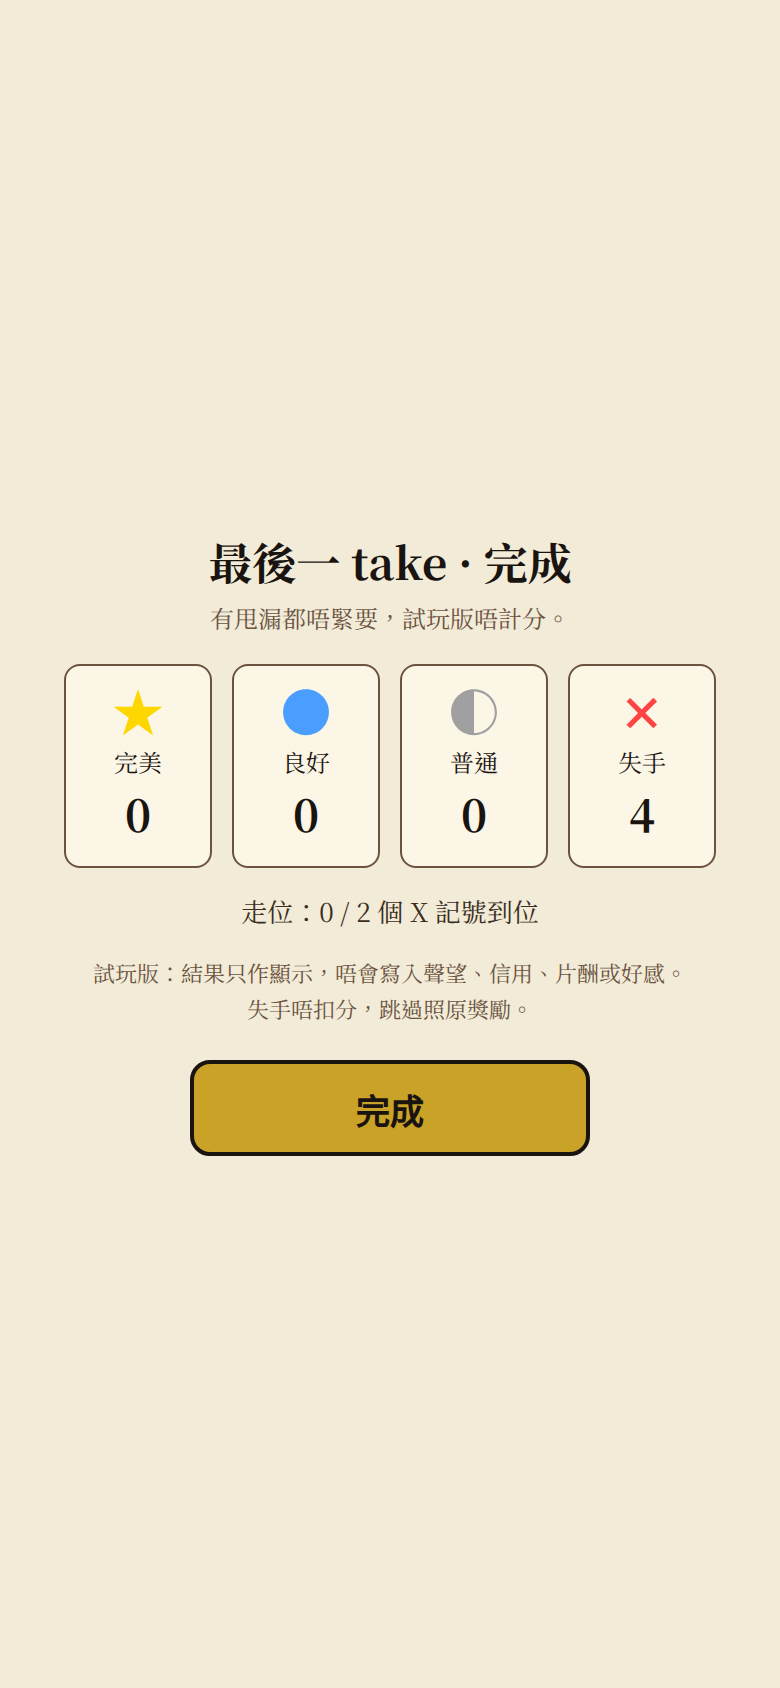 最後一 take · 完成
有甩漏都唔緊要，試玩版唔計分。
完美 良好 普通 失手
0 0 0 4
走位：0 / 2 個 X 記號到位
試玩版：結果只作顯示，唔會寫入聲望、信用、片酬或好感。
失手唔扣分，跳過照原獎勵。
完成